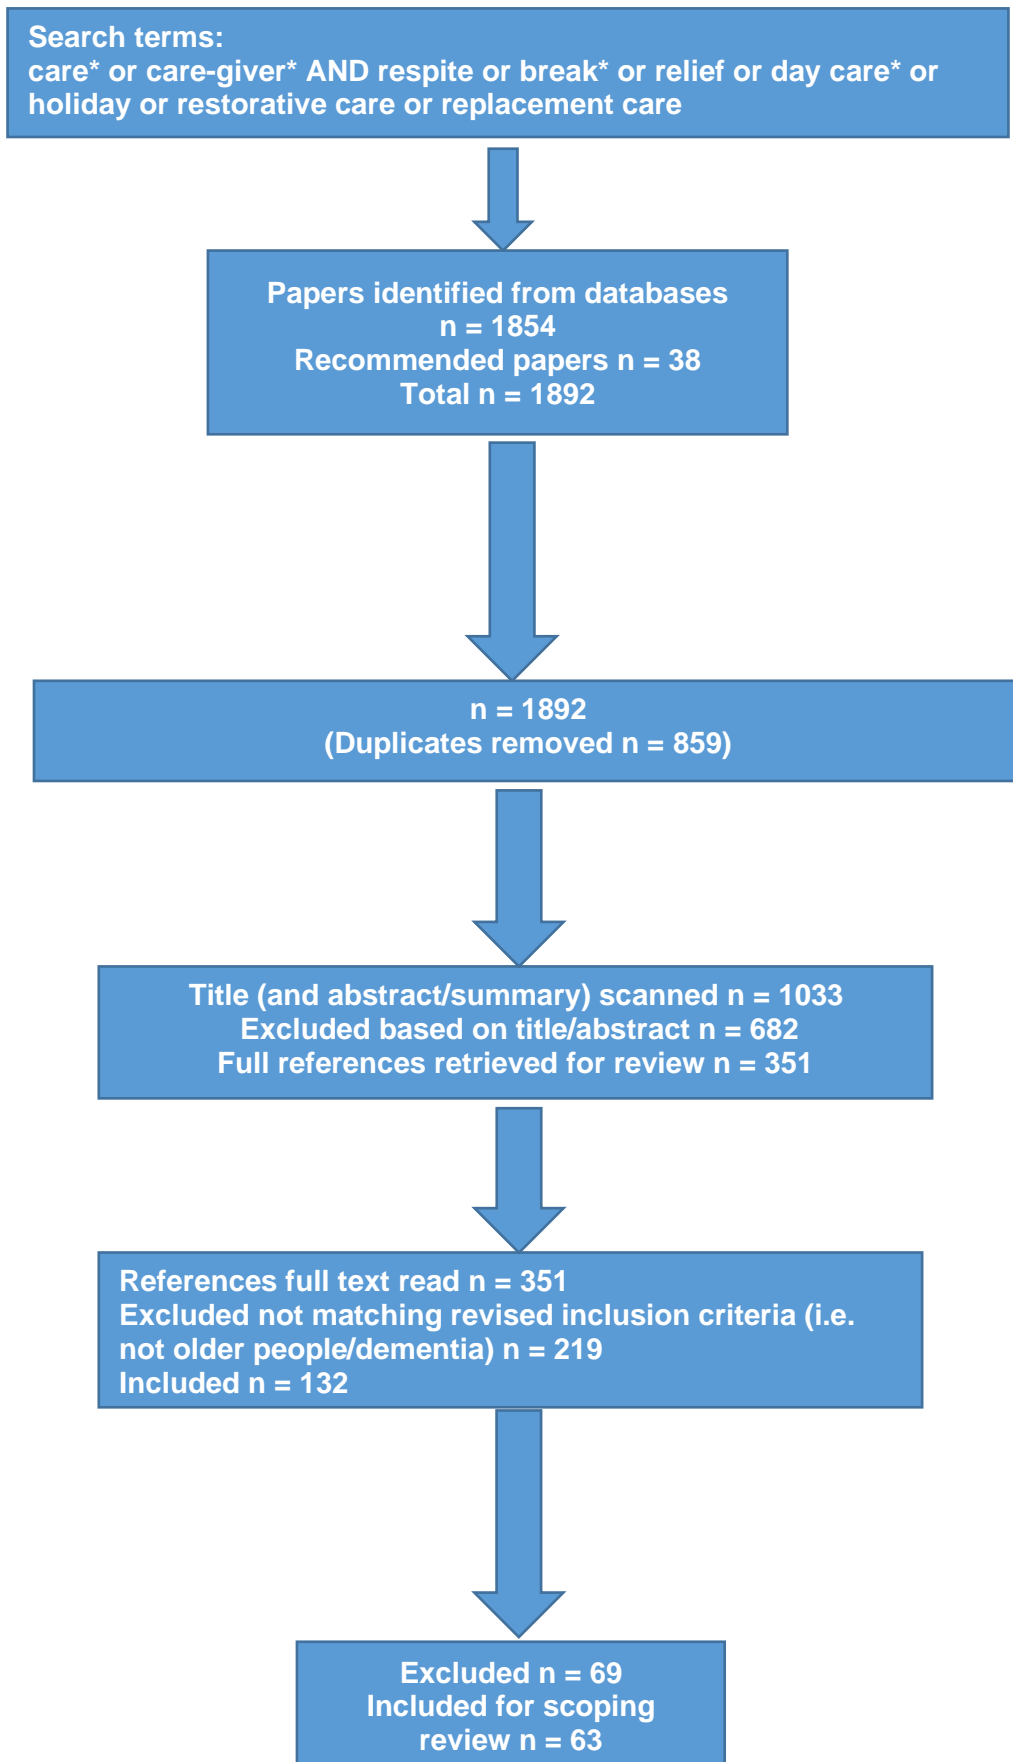 Search terms:
care* or care-giver* AND respite or break* or relief or day care* or
holiday or restorative care or replacement care
Papers identified from databases
n = 1854
Recommended papers n = 38
Total n = 1892
n = 1892
(Duplicates removed n = 859)
Title (and abstract/summary) scanned n = 1033
Excluded based on title/abstract n = 682
Full references retrieved for review n = 351
References full text read n = 351
Excluded not matching revised inclusion criteria (i.e.
not older people/dementia) n = 219
Included n = 132
Excluded n = 69
Included for scoping
review n = 63